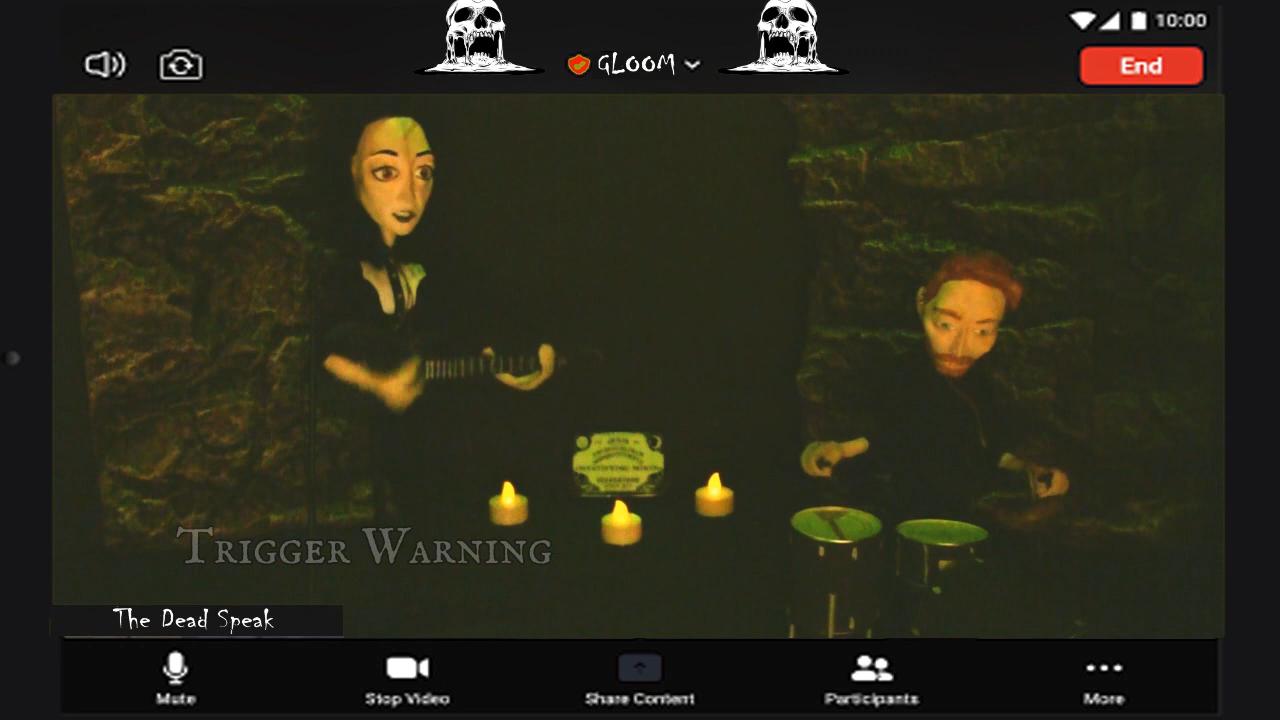 10:00
GLOOM
End
Trigger Warning
The Dead Speak
Mute
Stop Video
Share Content
Participants
More